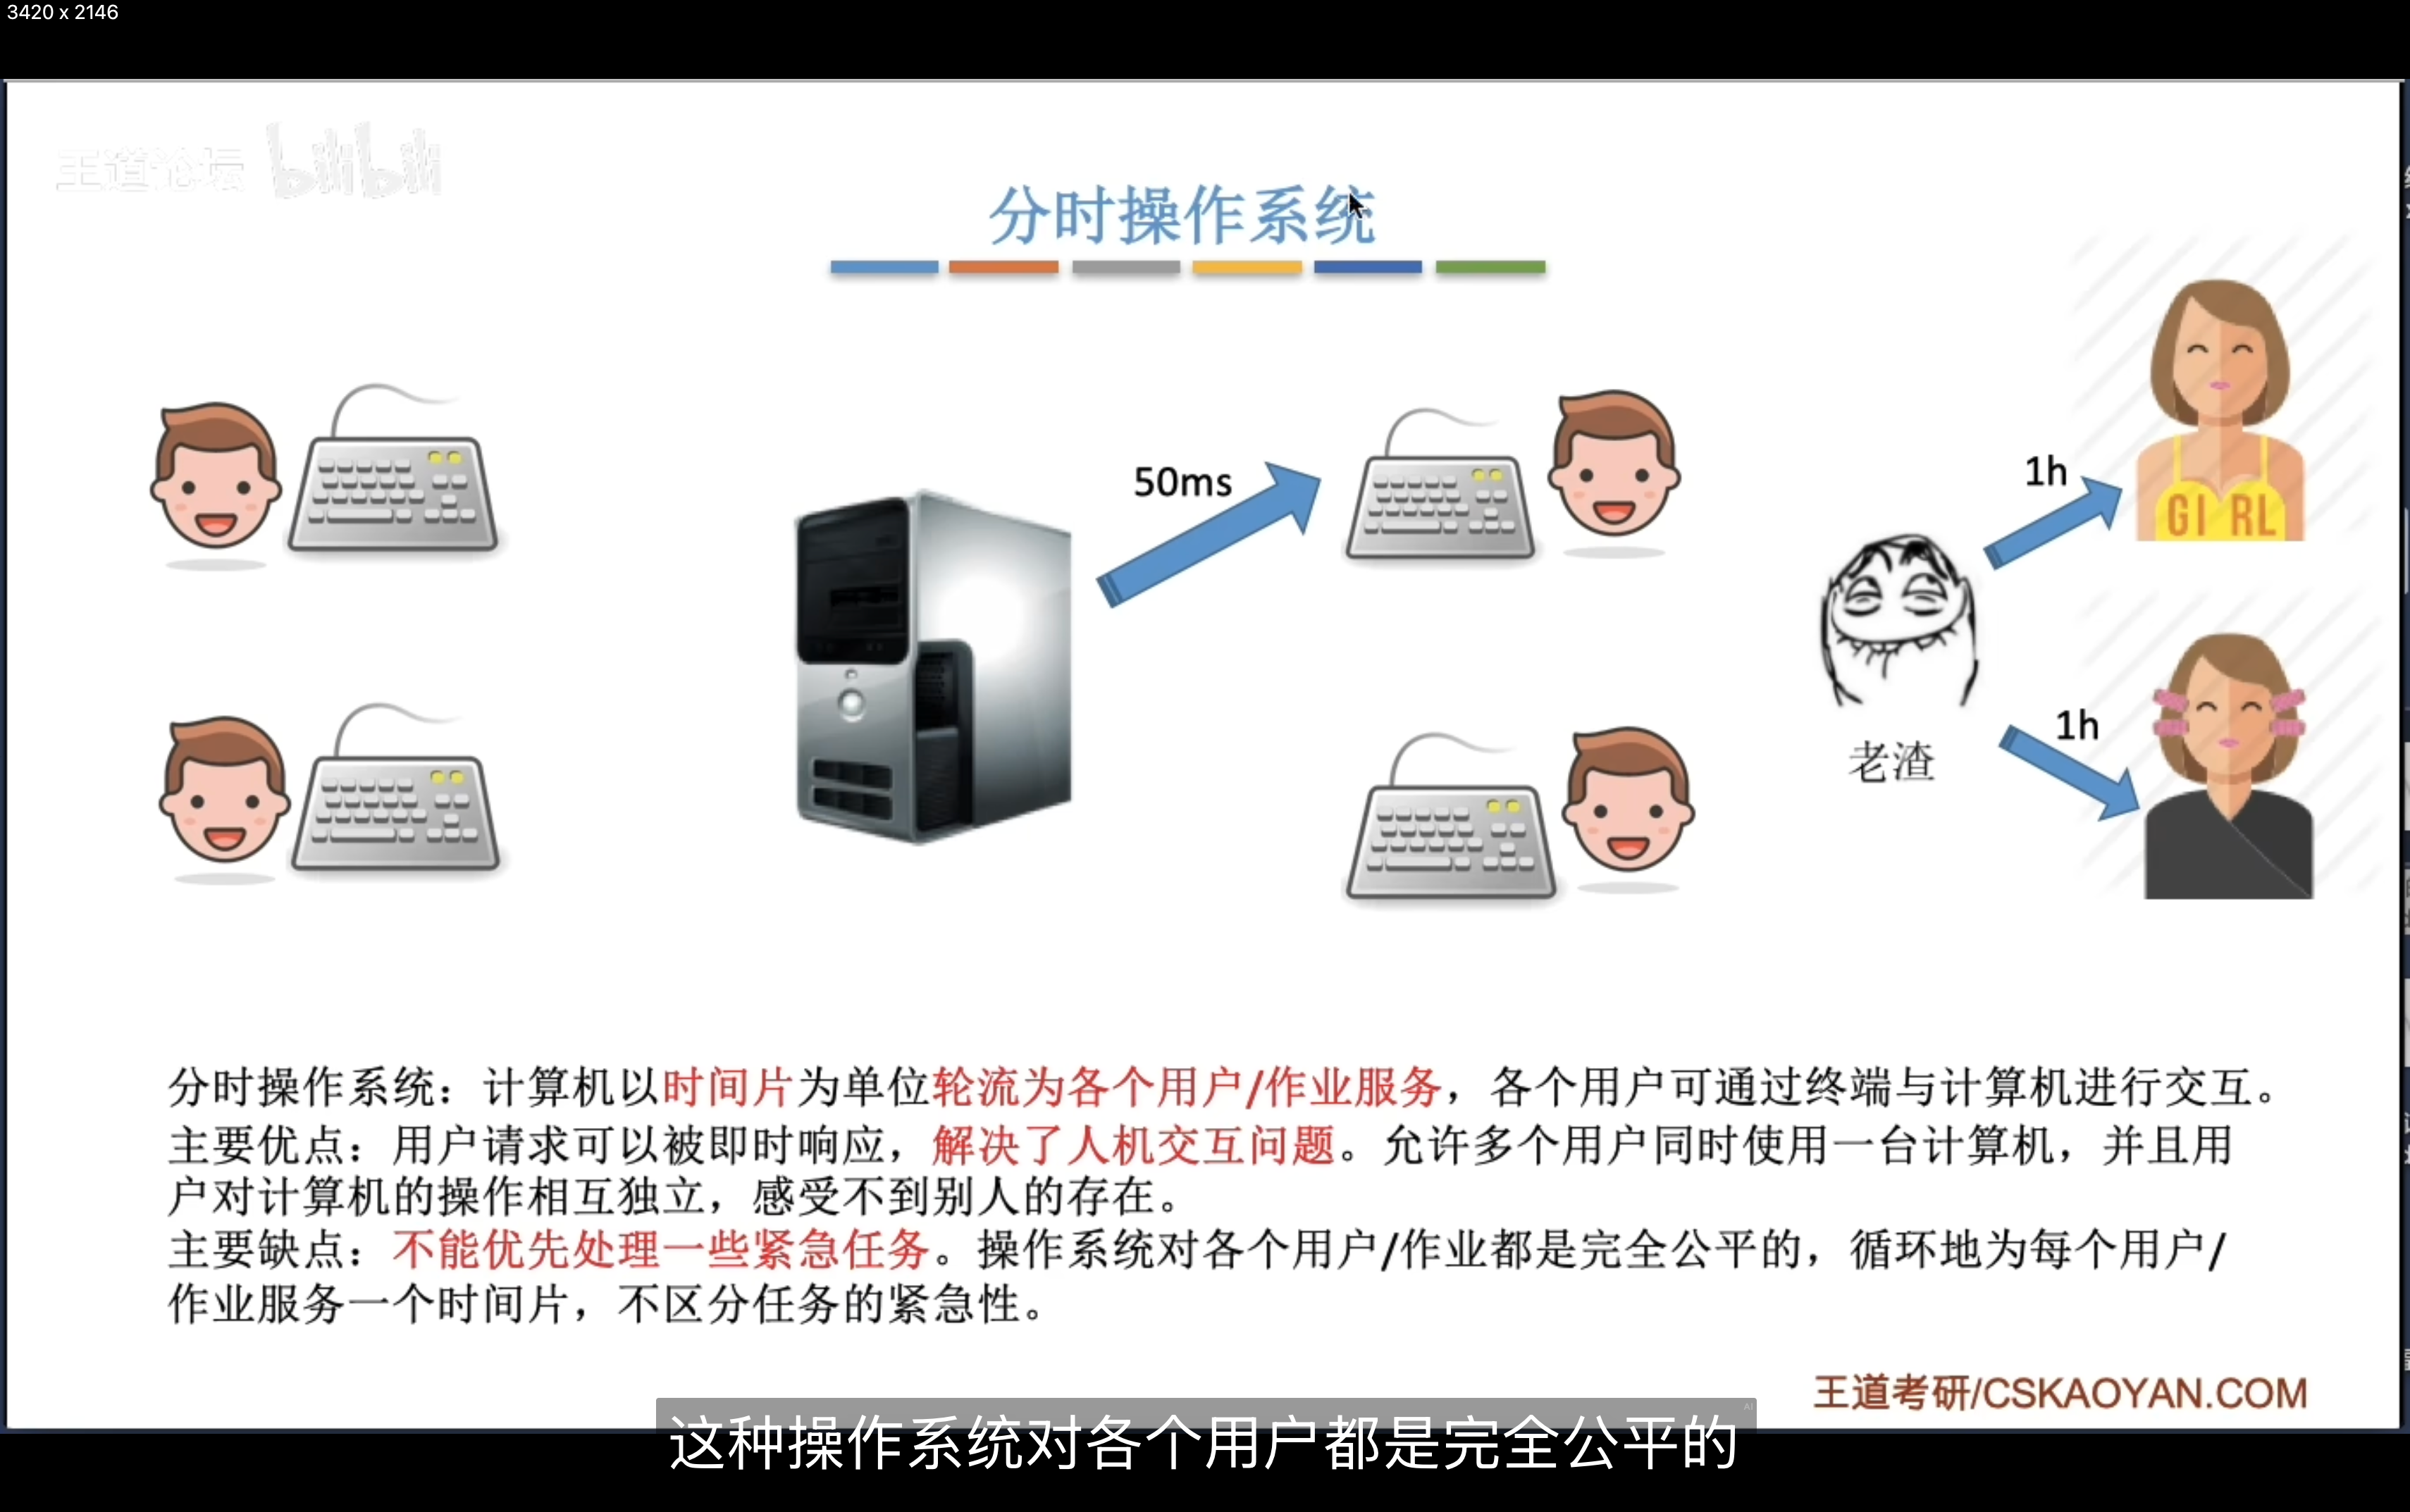 3420 x 2146
王道论坛 bilibili
分时操作系统
50ms
1h
GIRL
1h
老渣
分时操作系统：计算机以时间片为单位轮流为各个用户/作业服务，各个用户可通过终端与计算机进行交互。
主要优点：用户请求可以被即时响应，解决了人机交互问题。允许多个用户同时使用一台计算机，并且用
户对计算机的操作相互独立，感受不到别人的存在。
主要缺点：不能优先处理一些紧急任务。操作系统对各个用户/作业都是完全公平的，循环地为每个用户/
作业服务一个时间片，不区分任务的紧急性。
王道考研/CSKAOYAN.COM
AI
这种操作系统对各个用户都是完全公平的